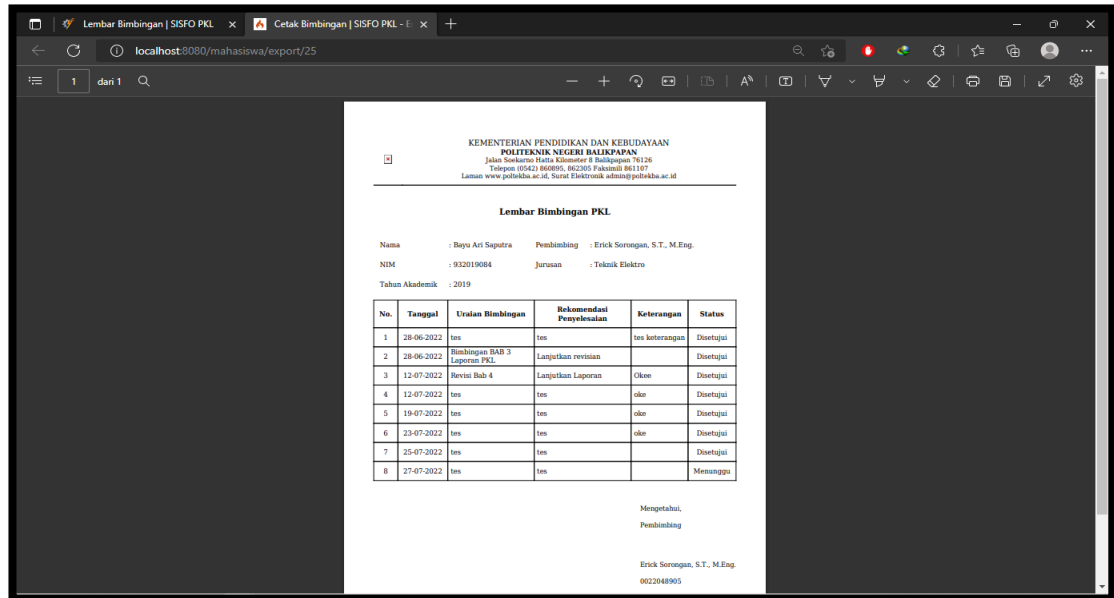 Lembar Bimbingan | SISFO PKL
Cetak Bimbingan | SISFO PKL - E
localhost:8080/mahasiswa/export/25
1 dari 1
KEMENTERIAN PENDIDIKAN DAN KEBUDAYAAN
POLITEKNIK NEGERI BALIKPAPAN
Jalan Soekarno Hatta Kilometer 8 Balikpapan 76126
Telepon (0542) 860895, 862305 Faksimili 861107
Laman www.poltekba.ac.id, Surat Elektronik admin@poltekba.ac.id
Lembar Bimbingan PKL
Nama : Bayu Ari Saputra Pembimbing : Erick Sorongan, S.T., M.Eng.
NIM : 932019084 Jurusan : Teknik Elektro
Tahun Akademik : 2019
No. Tanggal Uraian Bimbingan Rekomendasi Penyelesaian Keterangan Status
1 28-06-2022 tes tes tes keterangan Disetujui
2 28-06-2022 Bimbingan BAB 3 Laporan PKL Lanjutkan revisian Disetujui
3 12-07-2022 Revisi Bab 4 Lanjutkan Laporan Okee Disetujui
4 12-07-2022 tes tes oke Disetujui
5 19-07-2022 tes tes oke Disetujui
6 23-07-2022 tes tes oke Disetujui
7 25-07-2022 tes tes Disetujui
8 27-07-2022 tes tes Menunggu
Mengetahui,
Pembimbing
Erick Sorongan, S.T., M.Eng.
0022048905